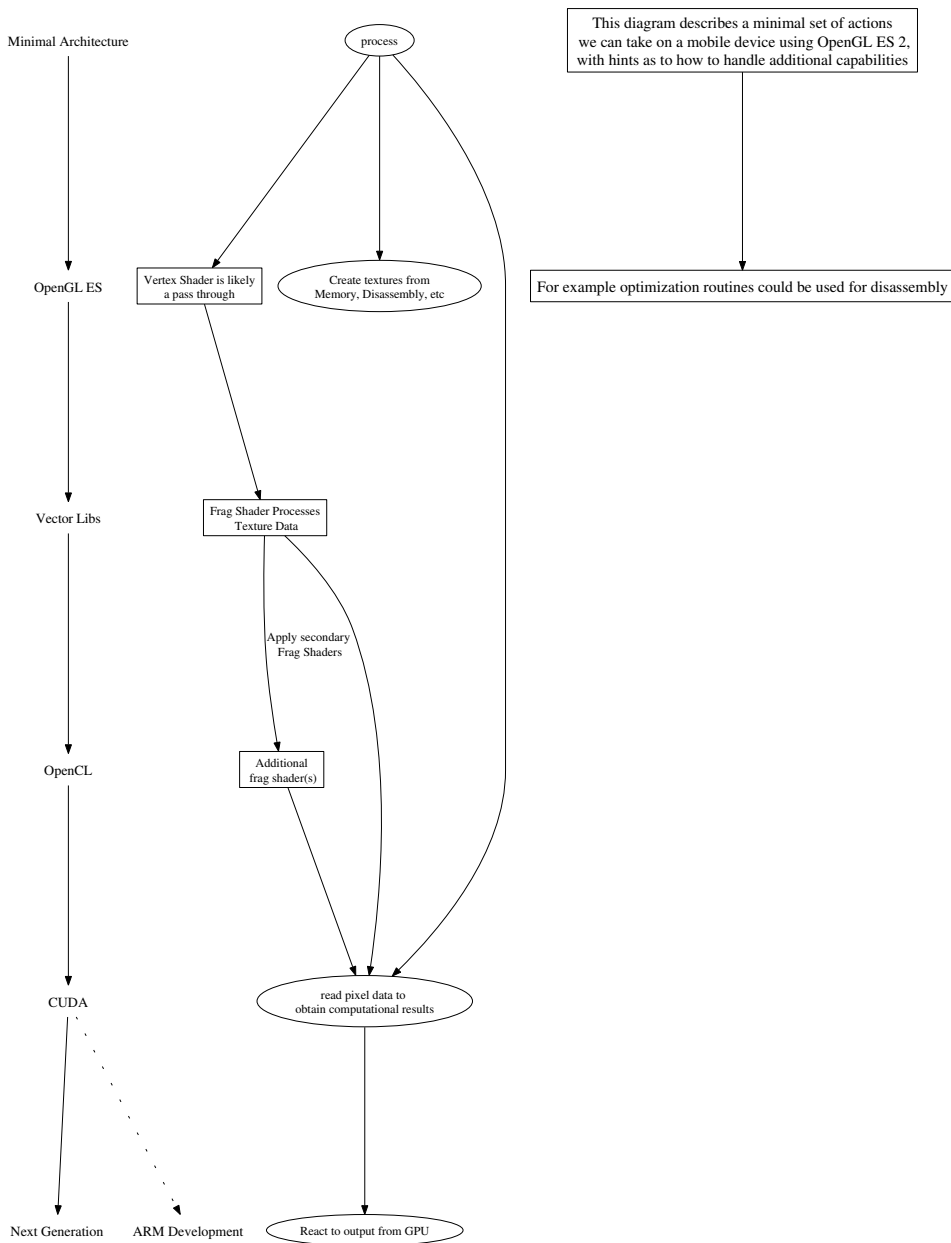 Minimal Architecture
process
This diagram describes a minimal set of actions
we can take on a mobile device using OpenGL ES 2,
with hints as to how to handle additional capabilities
OpenGL ES
Vertex Shader is likely
a pass through
Create textures from
Memory, Disassembly, etc
For example optimization routines could be used for disassembly
Vector Libs
Frag Shader Processes
Texture Data
Apply secondary
Frag Shaders
OpenCL
Additional
frag shader(s)
CUDA
read pixel data to
obtain computational results
Next Generation
ARM Development
React to output from GPU